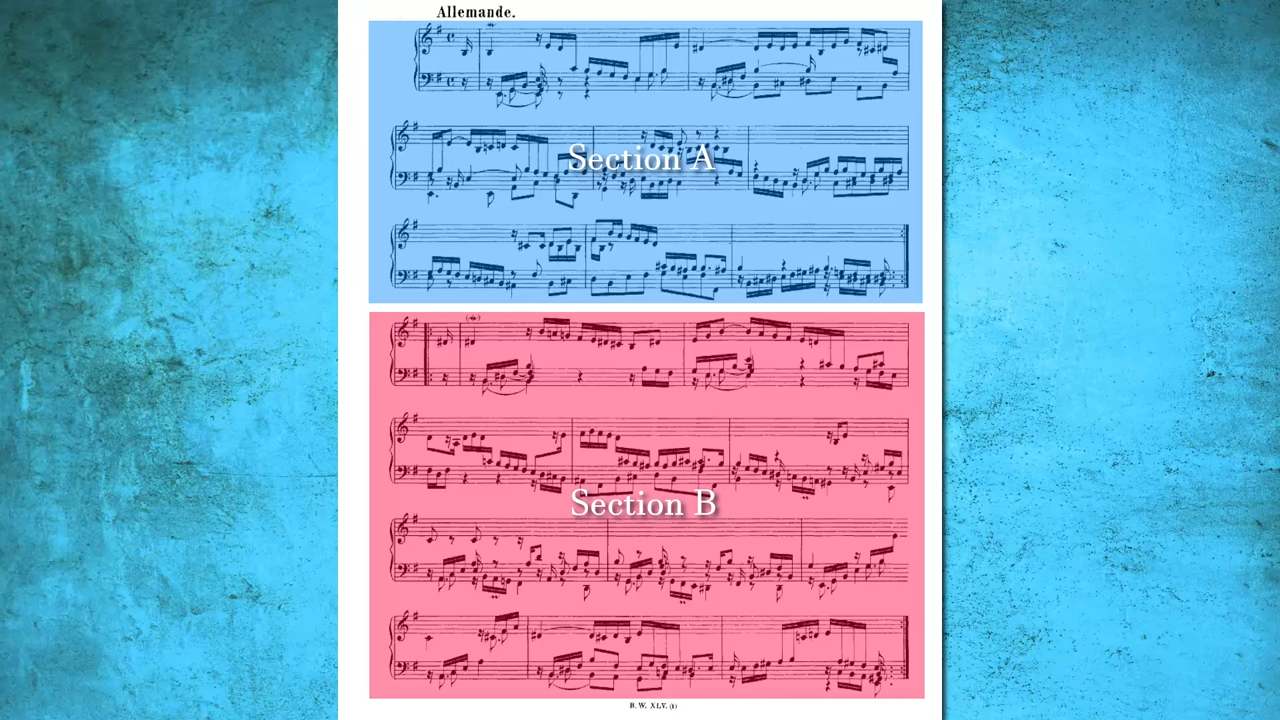 Allemande.
Section A
Section B
B. W. XLV. (1)